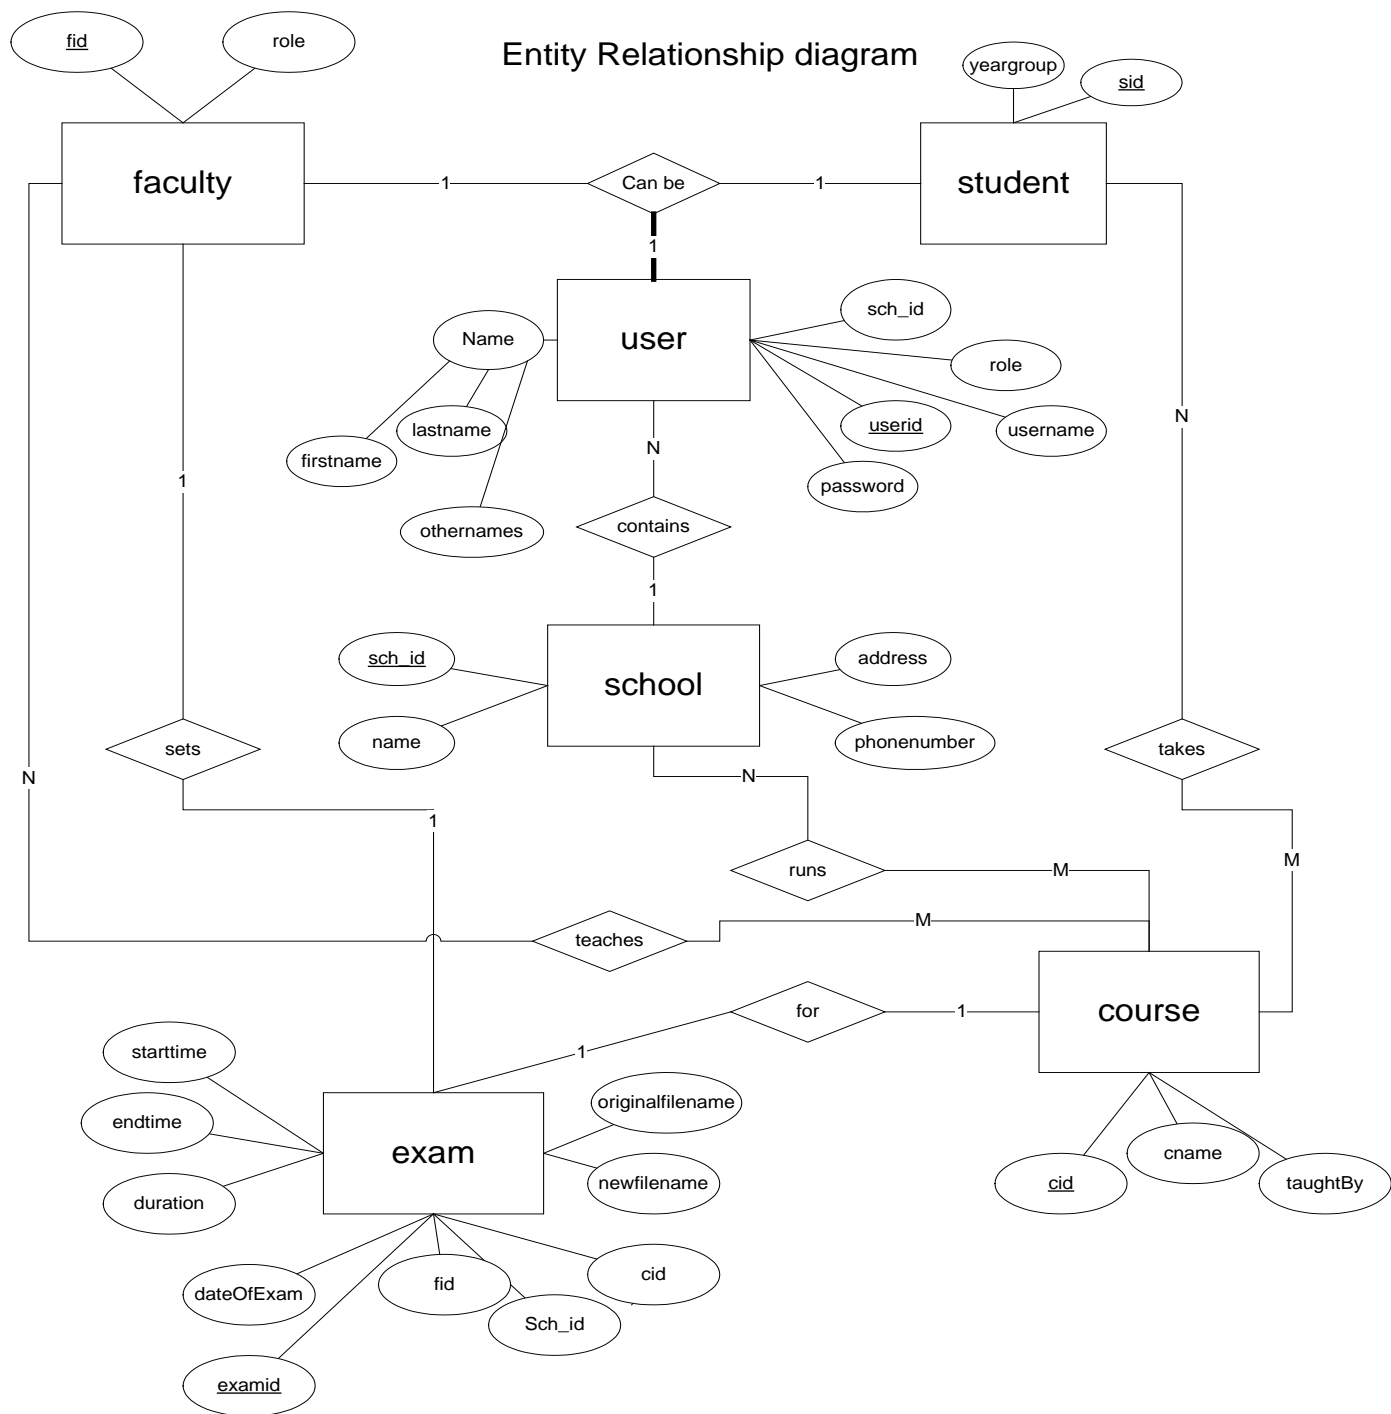 Entity Relationship diagram
fid
role
yeargroup
sid
faculty
1
Can be
1
student
1
user
Name
firstname
lastname
othernames
sch_id
role
userid
username
password
N
N
1
contains
1
sch_id
name
school
address
phonenumber
sets
takes
N
N
1
runs
M
M
teaches
M
for
1
1
course
starttime
endtime
duration
exam
originalfilename
newfilename
cid
cname
taughtBy
dateOfExam
fid
Sch_id
cid
examid